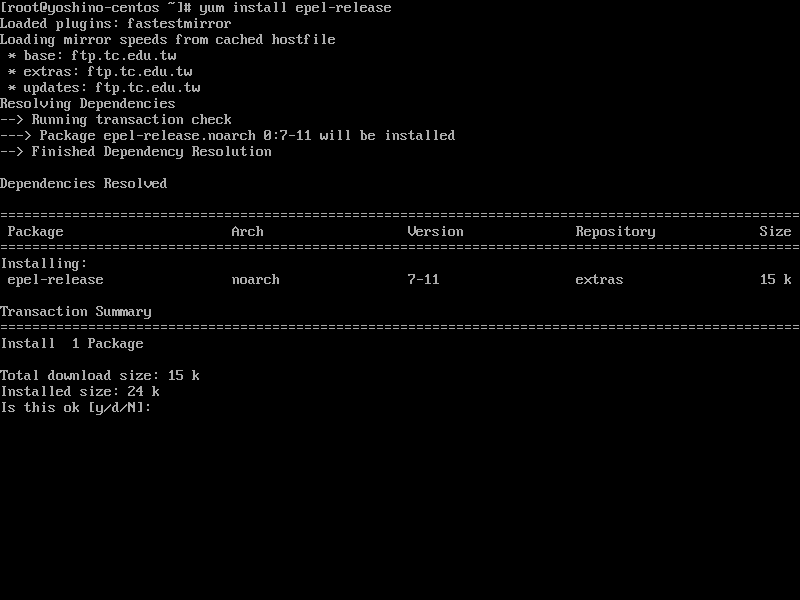 [root@yoshino-centos ~]# yum install epel-release
Loaded plugins: fastestmirror
Loading mirror speeds from cached hostfile
 * base: ftp.tc.edu.tw
 * extras: ftp.tc.edu.tw
 * updates: ftp.tc.edu.tw
Resolving Dependencies
--> Running transaction check
---> Package epel-release.noarch 0:7-11 will be installed
--> Finished Dependency Resolution

Dependencies Resolved

====================================================================================================
 Package                     Arch                  Version              Repository             Size
====================================================================================================
Installing:
 epel-release                noarch                7-11                 extras                 15 k

Transaction Summary
====================================================================================================
Install  1 Package

Total download size: 15 k
Installed size: 24 k
Is this ok [y/d/N]: